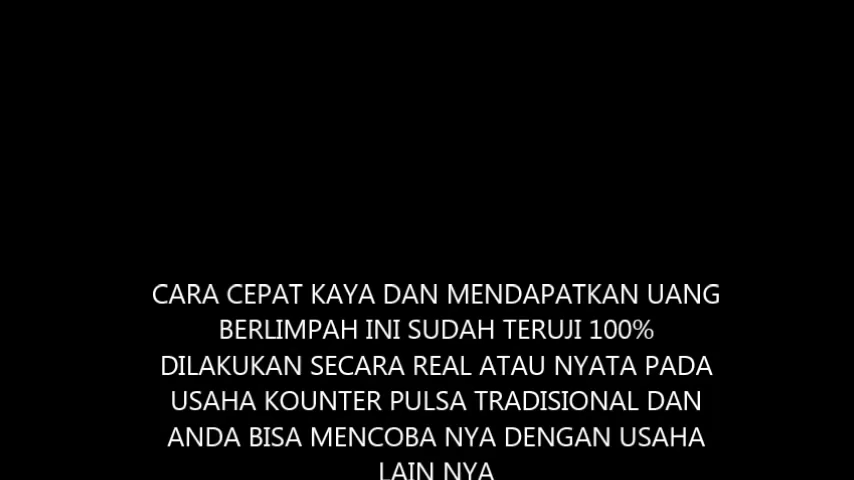 CARA CEPAT KAYA DAN MENDAPATKAN UANG
BERLIMPAH INI SUDAH TERUJI 100%
DILAKUKAN SECARA REAL ATAU NYATA PADA
USAHA KOUNTER PULSA TRADISIONAL DAN
ANDA BISA MENCOBA NYA DENGAN USAHA
LAIN NYA